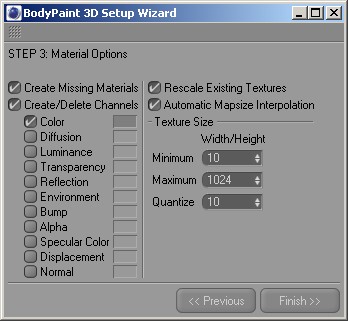 BodyPaint 3D Setup Wizard
STEP 3: Material Options
Create Missing Materials
Create/Delete Channels
Color
Diffusion
Luminance
Transparency
Reflection
Environment
Bump
Alpha
Specular Color
Displacement
Normal
Rescale Existing Textures
Automatic Mapsize Interpolation
Texture Size
Width/Height
Minimum 10
Maximum 1024
Quantize 10
<< Previous
Finish >>